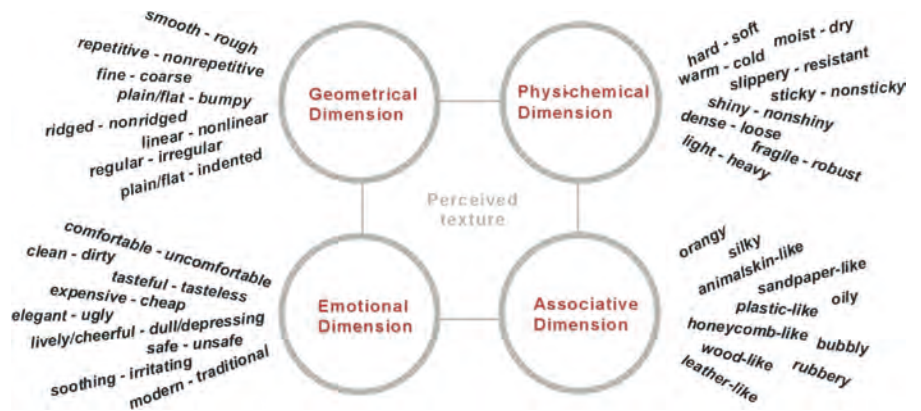 smooth - rough
repetitive - nonrepetitive
fine - coarse
plain/flat - bumpy
ridged - nonridged
linear - nonlinear
regular - irregular
plain/flat - indented
Geometrical
Dimension
Physi-chemical
Dimension
hard - soft
moist - dry
warm - cold
slippery - resistant
sticky - nonsticky
shiny - nonshiny
dense - loose
fragile - robust
light - heavy
Perceived
texture
comfortable - uncomfortable
clean - dirty
tasteful - tasteless
expensive - cheap
elegant - ugly
lively/cheerful - dull/depressing
safe - unsafe
soothing - irritating
modern - traditional
Emotional
Dimension
Associative
Dimension
orangy
silky
animalskin-like
sandpaper-like
plastic-like
oily
honeycomb-like
bubbly
wood-like
rubbery
leather-like